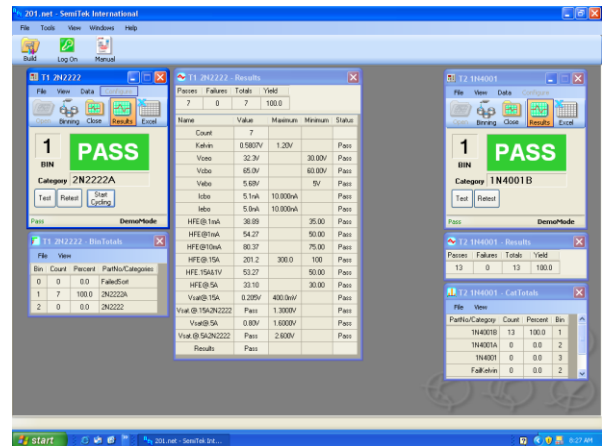 201.net - SemiTek International
File Tools View Windows Help
Build Log On Manual
T1 2N2222
File View Data Configure
Binning Close Results Excel
1
BIN
PASS
Category 2N2222A
Test Retest Start Cycling
Pass DemoMode
T1 2N2222 - BinTotals
File View
Bin Count Percent PartNo/Categories
0 0 0.0 FailedSort
1 7 100.0 2N2222A
2 0 0.0 2N2222
T1 2N2222 - Results
Passes Failures Totals Yield
7 0 7 100.0
Name Value Maximum Minimum Status
Count 7
Kelvin 0.5807V 1.20V Pass
Vceo 32.3V 30.00V Pass
Vcbo 65.0V 60.00V Pass
Vebo 5.68V 5V Pass
Icbo 5.1nA 10.000nA Pass
Iebo 5.0nA 10.000nA Pass
HFE@.1mA 38.89 35.00 Pass
HFE@1mA 54.27 50.00 Pass
HFE@10mA 80.37 75.00 Pass
HFE@.15A 201.2 300.0 100 Pass
HFE.15A&1V 53.27 50.00 Pass
HFE@.5A 33.10 30.00 Pass
Vsat@.15A 0.205V 400.0mV Pass
Vsat.@.15A2N2222 Pass 1.3000V Pass
Vsat@.5A 0.80V 1.6000V Pass
Vsat.@.5A2N2222 Pass 2.600V Pass
Results Pass
T2 1N4001
File View Data Configure
Binning Close Results Excel
1
BIN
PASS
Category 1N4001B
Test Retest
Pass DemoMode
T2 1N4001 - Results
Passes Failures Totals Yield
13 0 13 100.0
T2 1N4001 - CatTotals
File View
PartNo/Category Count Percent Bin
1N4001B 13 100.0 1
1N4001A 0 0.0 2
1N4001 0 0.0 3
FailKelvin 0 0.0 2
start 201.net - SemiTek Int... 8:27 AM